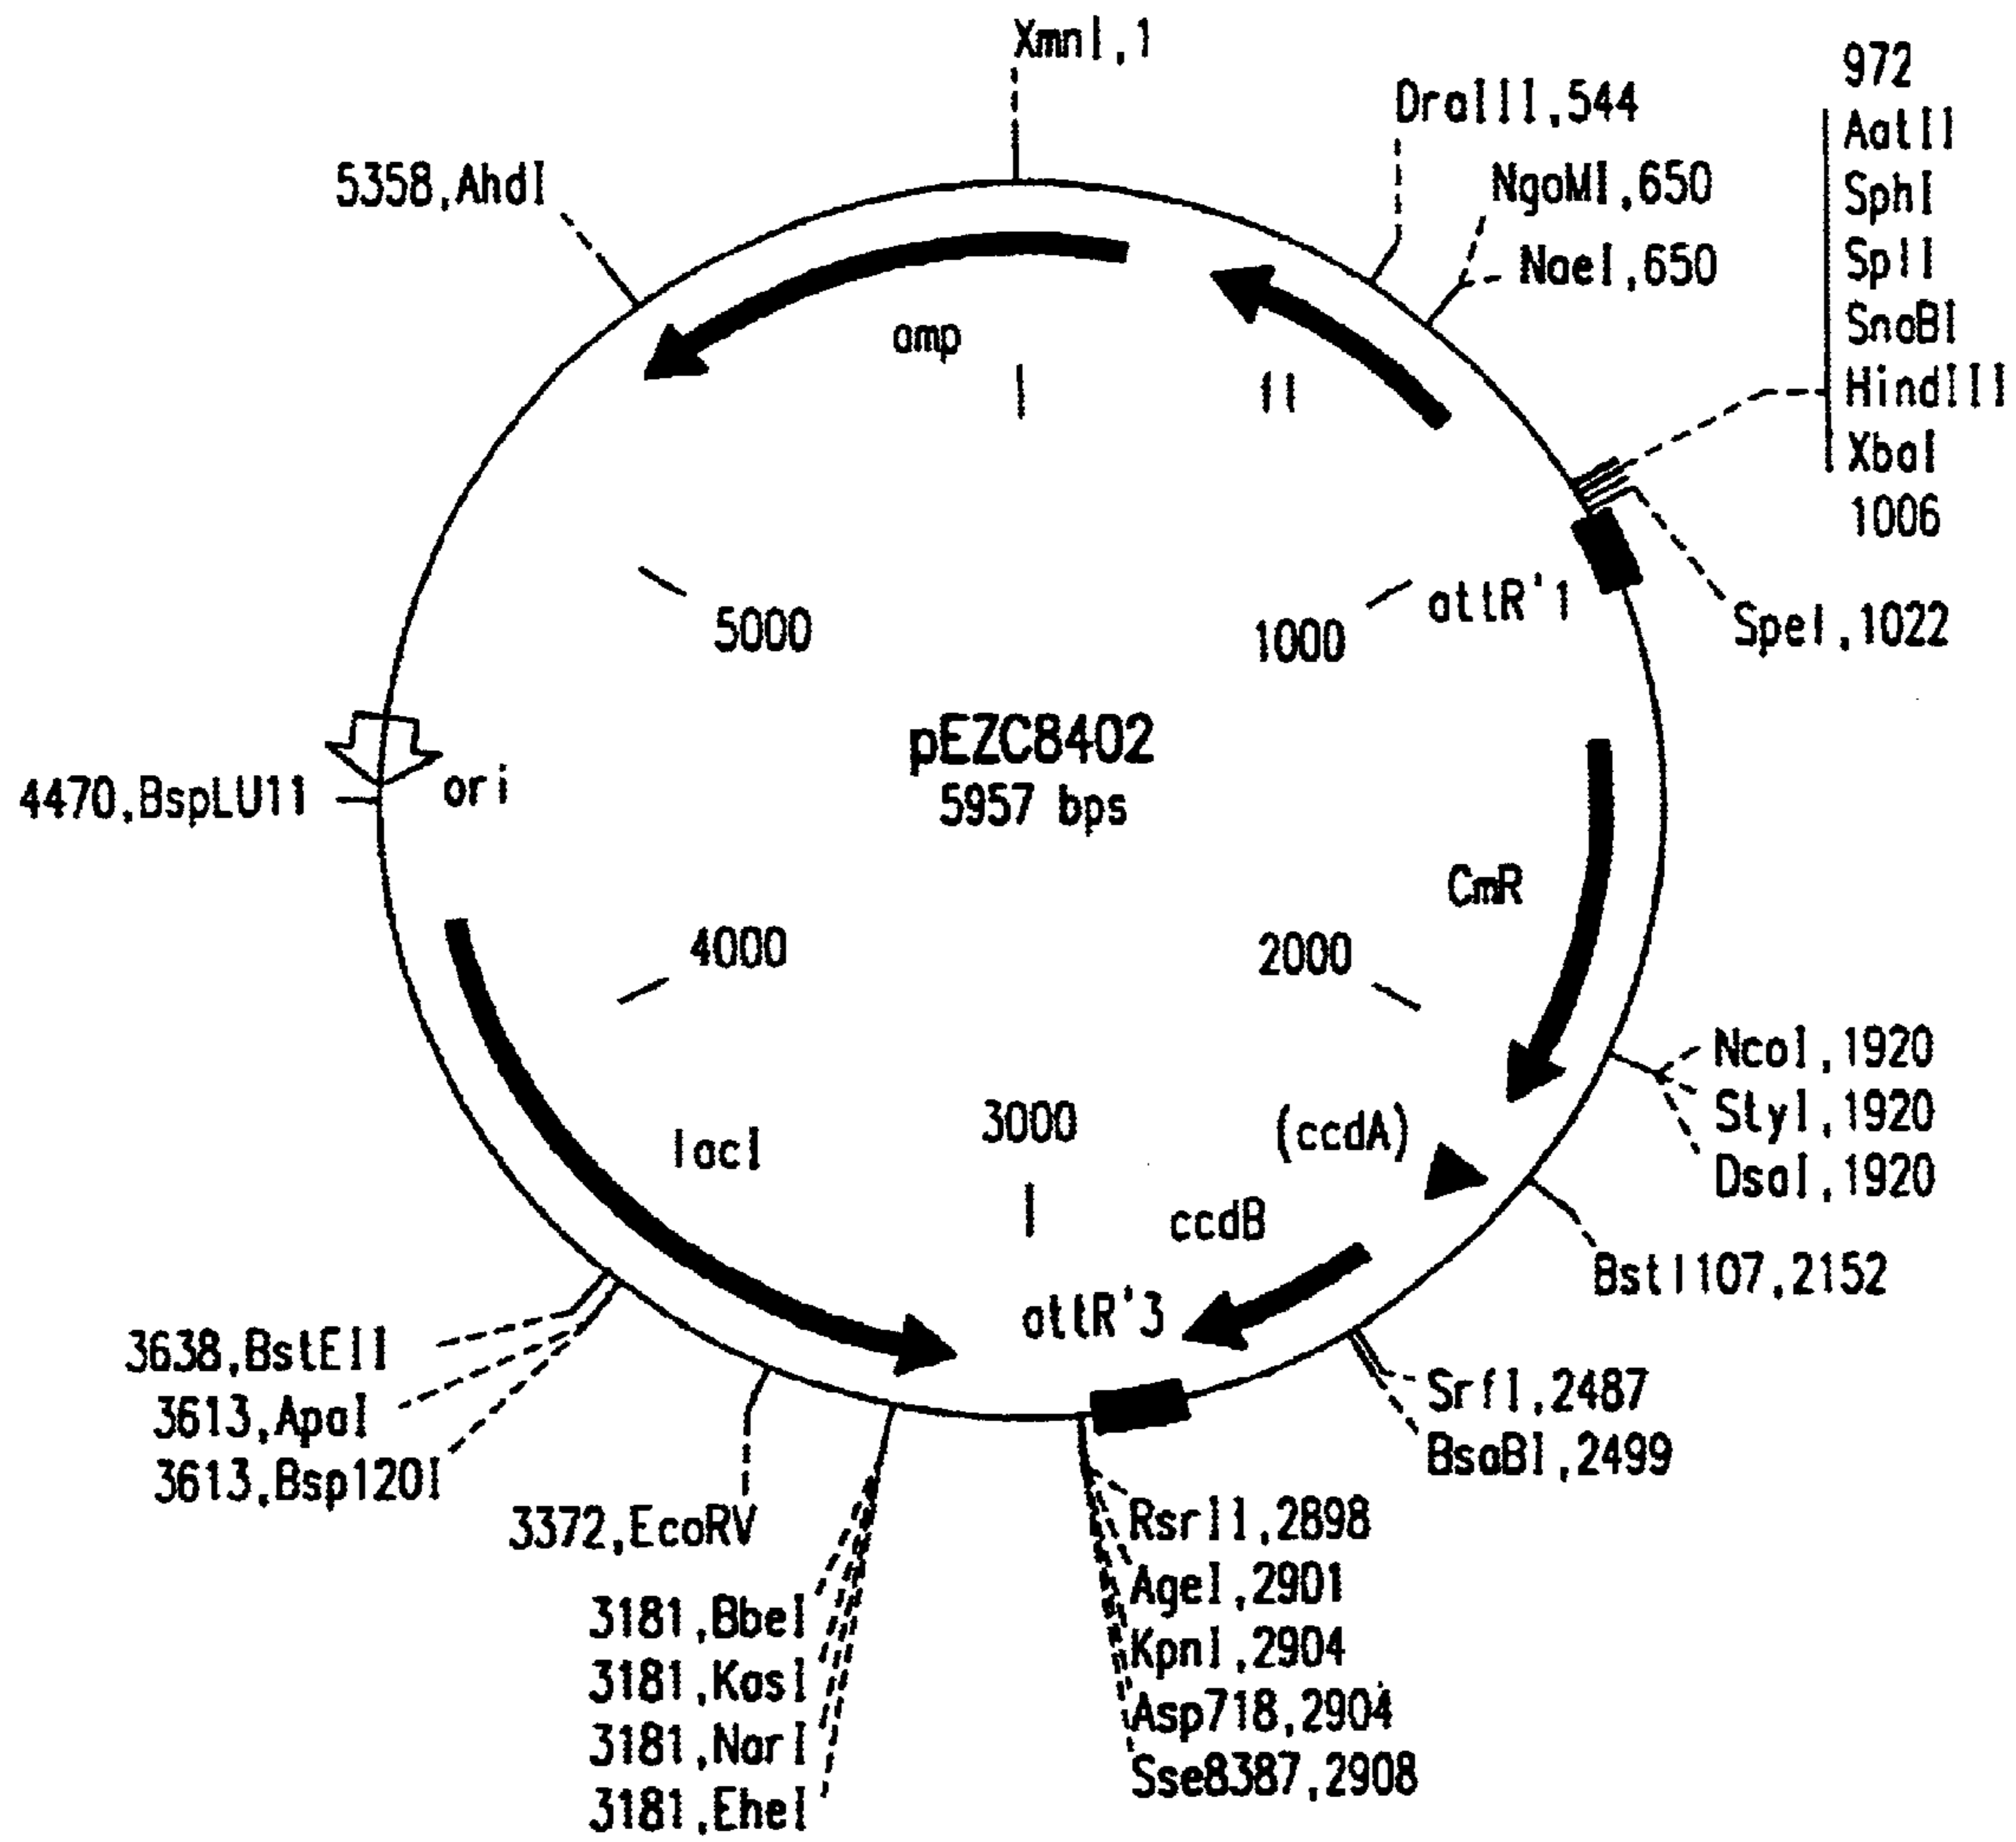 XmnI,1
DraIII,544
NgoMI,650
NaeI,650
972
AatII
SphI
SplI
SnaBI
HindIII
XbaI
1006
5358,AhdI
amp
f1
5000
1000
attR'1
SpeI,1022
pEZC8402
5957 bps
4470,BspLU11
ori
CmR
4000
2000
3000
lacI
(ccdA)
ccdB
attR'3
NcoI,1920
StyI,1920
DsaI,1920
Bst1107,2152
SrfI,2487
BsaBI,2499
3638,BstEII
3613,ApaI
3613,Bsp120I
3372,EcoRV
3181,BbeI
3181,KasI
3181,NarI
3181,EheI
RsrII,2898
AgeI,2901
KpnI,2904
Asp718,2904
Sse8387,2908